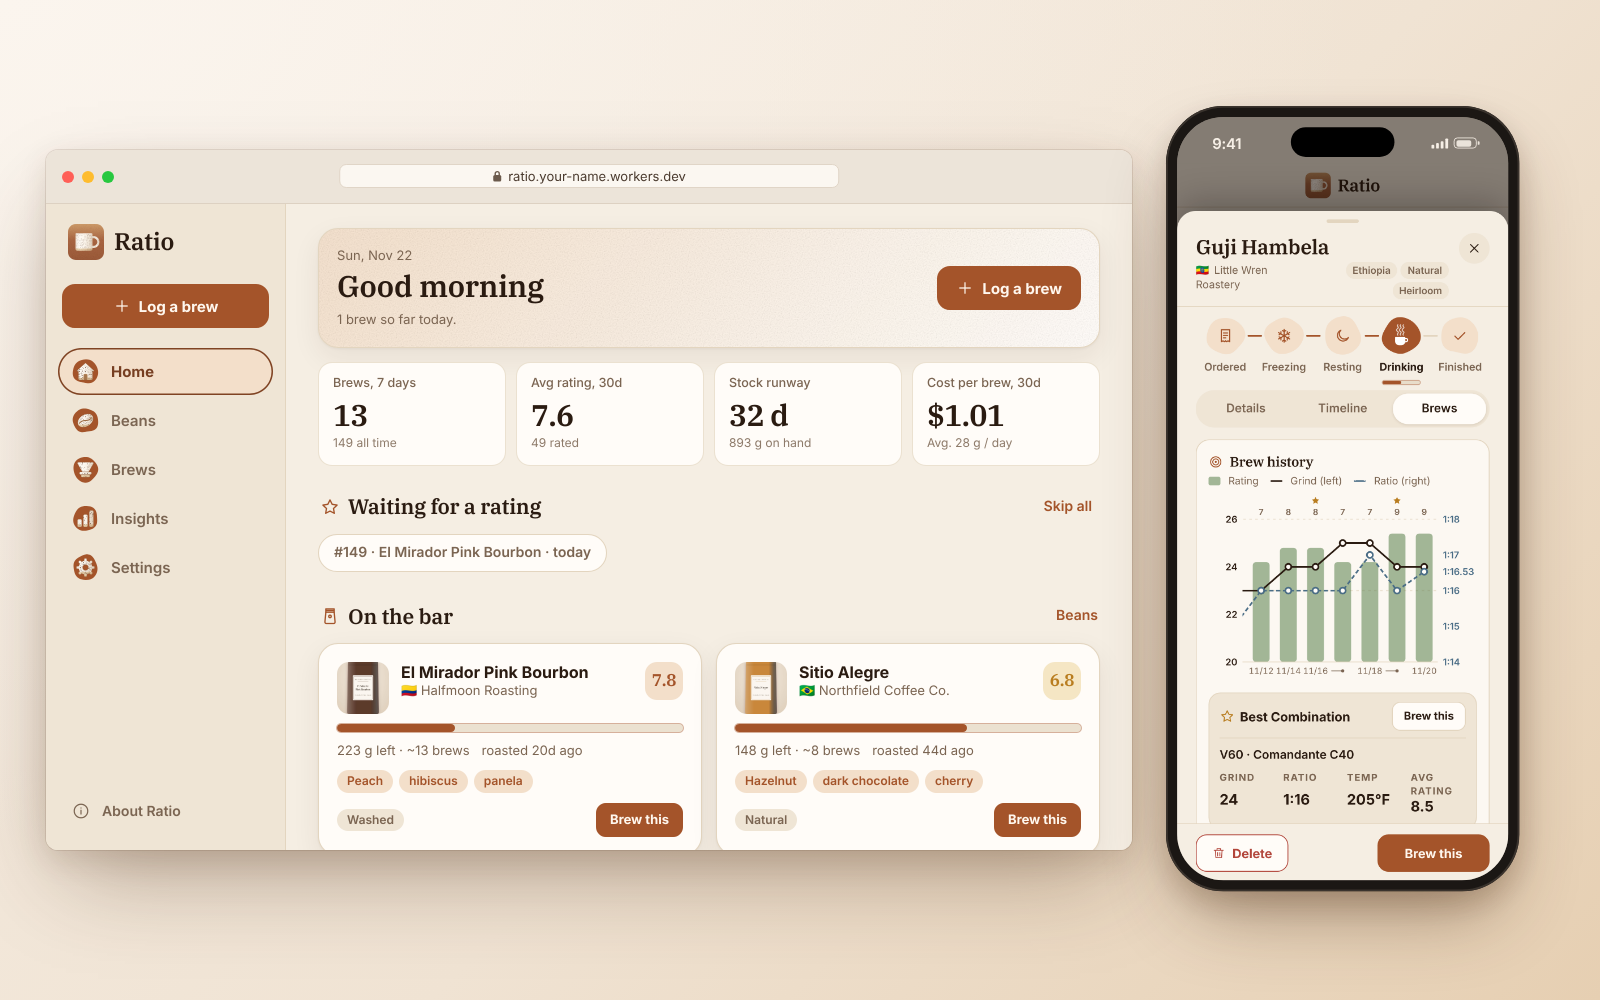 ratio.your-name.workers.dev
Ratio
Log a brew
Home
Beans
Brews
Insights
Settings
About Ratio
Sun, Nov 22
Good morning
1 brew so far today.
Log a brew
Brews, 7 days
13
149 all time
Avg rating, 30d
7.6
49 rated
Stock runway
32 d
893 g on hand
Cost per brew, 30d
$1.01
Avg. 28 g / day
Waiting for a rating
Skip all
#149 · El Mirador Pink Bourbon · today
On the bar
Beans
El Mirador Pink Bourbon
Halfmoon Roasting
7.8
223 g left · ~13 brews roasted 20d ago
Peach hibiscus panela
Washed
Brew this
Sitio Alegre
Northfield Coffee Co.
6.8
148 g left · ~8 brews roasted 44d ago
Hazelnut dark chocolate cherry
Natural
Brew this
9:41
Ratio
Guji Hambela
Little Wren
Roastery
Ethiopia Natural
Heirloom
Ordered Freezing Resting Drinking Finished
Details Timeline Brews
Brew history
Rating Grind (left) Ratio (right)
7 8 8 7 7 9 9
26
24
22
20
1:18
1:17
1:16.53
1:16
1:15
1:14
11/12 11/14 11/16 11/18 11/20
Best Combination
Brew this
V60 · Comandante C40
GRIND RATIO TEMP AVG
RATING
24 1:16 205°F 8.5
Delete
Brew this